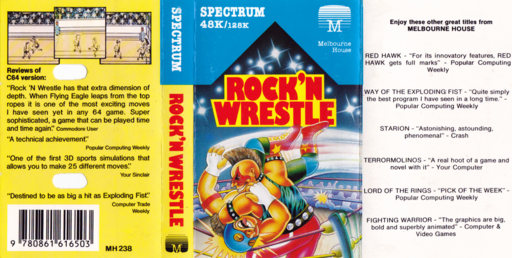 Reviews of
C64 version:
"Rock 'N Wrestle has that extra dimension of
depth. When Flying Eagle leaps from the top
ropes it is one of the most exciting moves
I have seen yet in any 64 game. Super
sophisticated, a game that can be played time
and time again." Commodore User
"A technical achievement."
Popular Computing Weekly
"One of the first 3D sports simulations that
allows you to make 25 different moves."
Your Sinclair
"Destined to be as big a hit as Exploding Fist."
Computer Trade
Weekly
9 780861 616503
MH 238
SPECTRUM
ROCK'N WRESTLE
M
SPECTRUM
48K/128K
M
Melbourne
House
ROCK'N
WRESTLE
Enjoy these other great titles from
MELBOURNE HOUSE
RED HAWK - "For its innovatory features, RED
HAWK gets full marks" - Popular Computing
Weekly
WAY OF THE EXPLODING FIST - "Quite simply
the best program I have seen in a long time." -
Popular Computing Weekly
STARION - "Astonishing, astounding,
phenomenal" - Crash
TERRORMOLINOS - "A real hoot of a game and
novel with it" - Your Computer
LORD OF THE RINGS - "PICK OF THE WEEK" -
Popular Computing Weekly
FIGHTING WARRIOR - "The graphics are big,
bold and superbly animated" - Computer &
Video Games